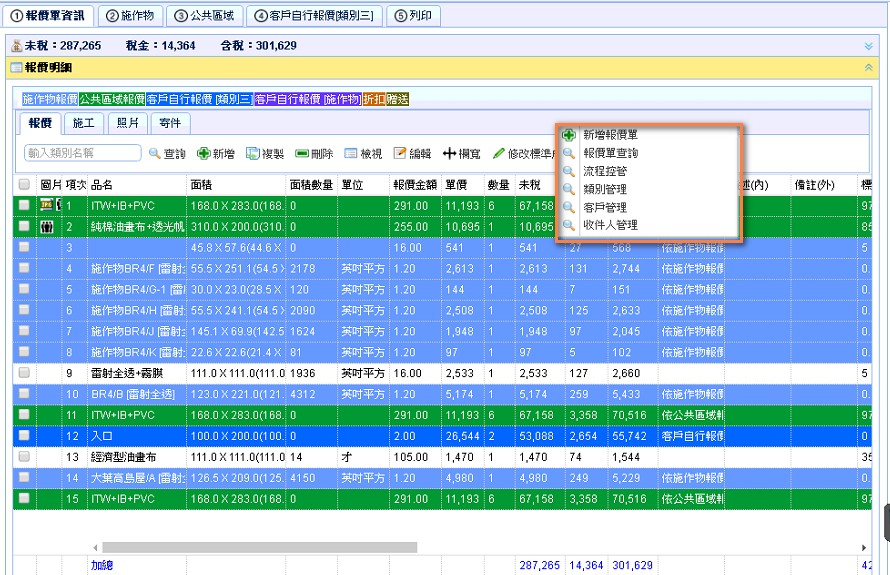 ①報價單資訊 ②施作物 ③公共區域 ④客戶自行報價[類別三] ⑤列印
未稅：287,265 稅金：14,364 含稅：301,629
報價明細
施作物報價 公共區域報價 客戶自行報價 [類別三] 客戶自行報價 [施作物] 折扣 贈送
報價 施工 照片 寄件
輸入類別名稱 查詢 新增 複製 刪除 檢視 編輯 欄寬 修改標準
新增報價單
報價單查詢
流程控管
類別管理
客戶管理
收件人管理
圖片 項次 品名 面積 面積數量 單位 報價金額 單價 數量 未稅 (內) 備註(外) 標
1 ITW+IB+PVC 168.0 X 283.0(168. 0 291.00 11,193 6 67,158 97
2 純棉油畫布+透光帆 310.0 X 200.0(310. 0 255.00 10,695 1 10,695 85
3 45.8 X 57.6(44.6 X 0 16.00 541 1 541 27 568 依施作物報價 5
4 施作物BR4/F [雷射全 55.5 X 251.1(54.5 X 2178 英吋平方 1.20 2,613 1 2,613 131 2,744 依施作物報價 0.
5 施作物BR4/G-1 [雷射 30.0 X 23.0(28.5 X 120 英吋平方 1.20 144 1 144 7 151 依施作物報價 0.
6 施作物BR4/H [雷射全 55.5 X 241.1(54.5 X 2090 英吋平方 1.20 2,508 1 2,508 125 2,633 依施作物報價 0.
7 施作物BR4/J [雷射全 145.1 X 69.9(142.5 1624 英吋平方 1.20 1,948 1 1,948 97 2,045 依施作物報價 0.
8 施作物BR4/K [雷射全 22.6 X 22.6(21.4 X 81 英吋平方 1.20 97 1 97 5 102 依施作物報價 0.
9 雷射全透+霧膜 111.0 X 111.0(111.0 1936 英吋平方 16.00 2,533 1 2,533 127 2,660 5
10 BR4/B [雷射全透] 123.0 X 221.0(121. 4312 英吋平方 1.20 5,174 1 5,174 259 5,433 依施作物報價 0.
11 ITW+IB+PVC 168.0 X 283.0(168. 0 291.00 11,193 6 67,158 3,358 70,516 依公共區域報 97
12 入口 100.0 X 200.0(100. 0 2.00 26,544 2 53,088 2,654 55,742 客戶自行報價 0
13 經濟型油畫布 111.0 X 111.0(111.0 14 才 105.00 1,470 1 1,470 74 1,544 35
14 大葉高島屋/A [雷射全 126.5 X 209.0(125. 4150 英吋平方 1.20 4,980 1 4,980 249 5,229 依施作物報價 0.
15 ITW+IB+PVC 168.0 X 283.0(168. 0 291.00 11,193 6 67,158 3,358 70,516 依公共區域報 97
加總 287,265 14,364 301,629 42